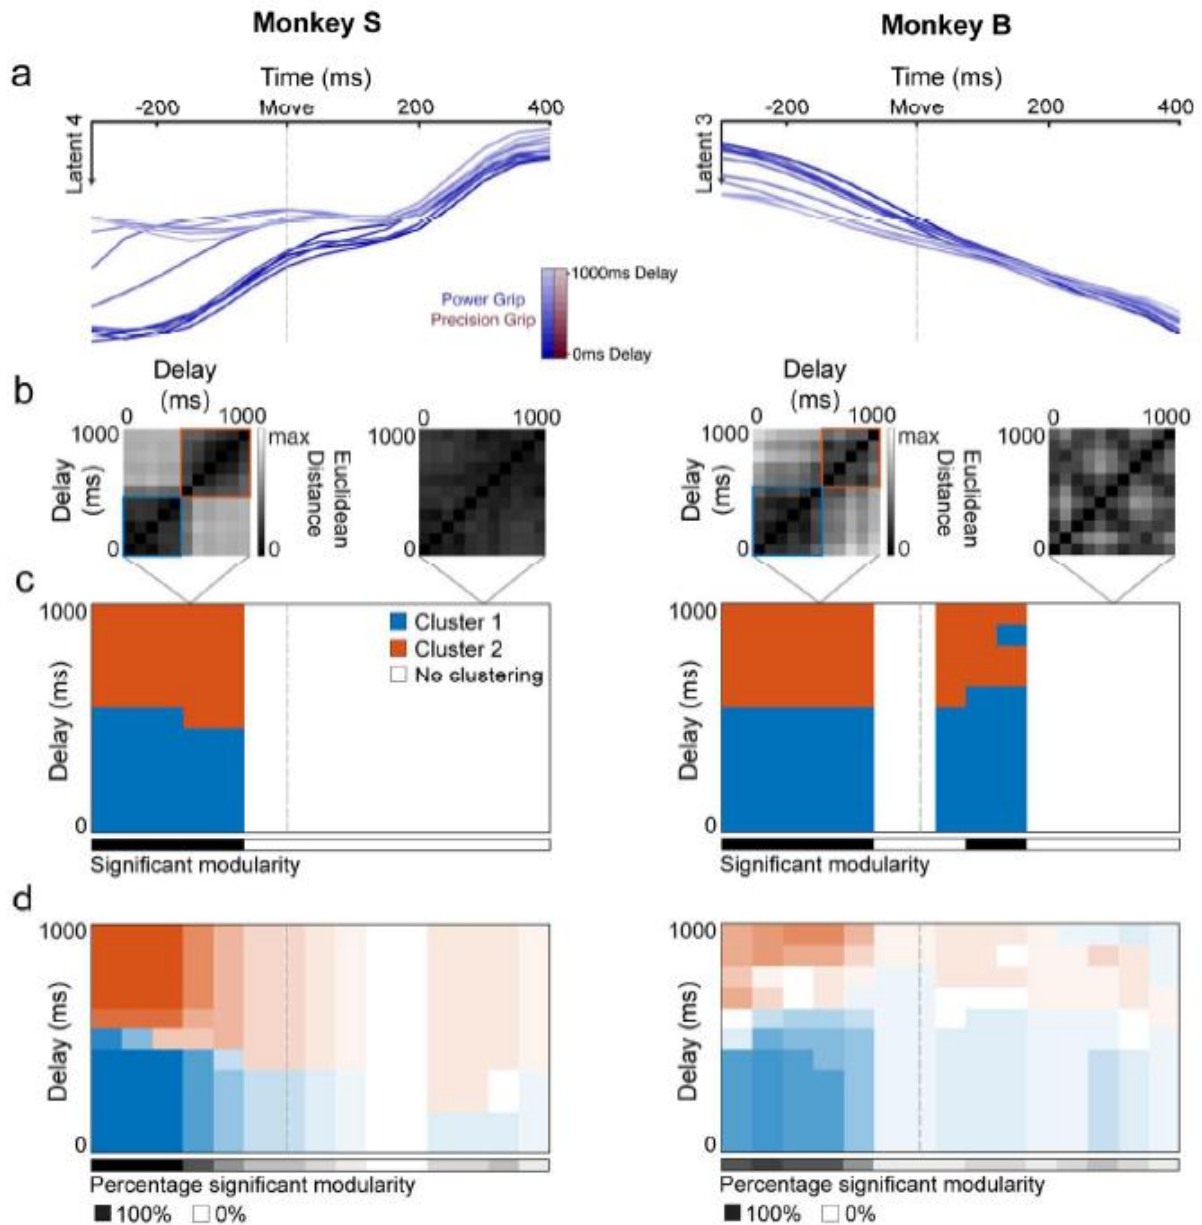 Monkey S
Monkey B
a
Time (ms)
-200 Move 200 400
Latent 4
Time (ms)
-200 Move 200 400
Latent 3
Power Grip
Precision Grip
1000ms Delay
0ms Delay
b
Delay
(ms)
0 1000
1000
0
Delay
(ms)
max
0
Euclidean
Distance
0 1000
1000
0
Delay
(ms)
0 1000
1000
0
Delay
(ms)
max
0
Euclidean
Distance
0 1000
1000
0
c
1000
0
Delay (ms)
Cluster 1
Cluster 2
No clustering
Significant modularity
1000
0
Delay (ms)
Significant modularity
d
1000
0
Delay (ms)
Percentage significant modularity
100% 0%
1000
0
Delay (ms)
Percentage significant modularity
100% 0%